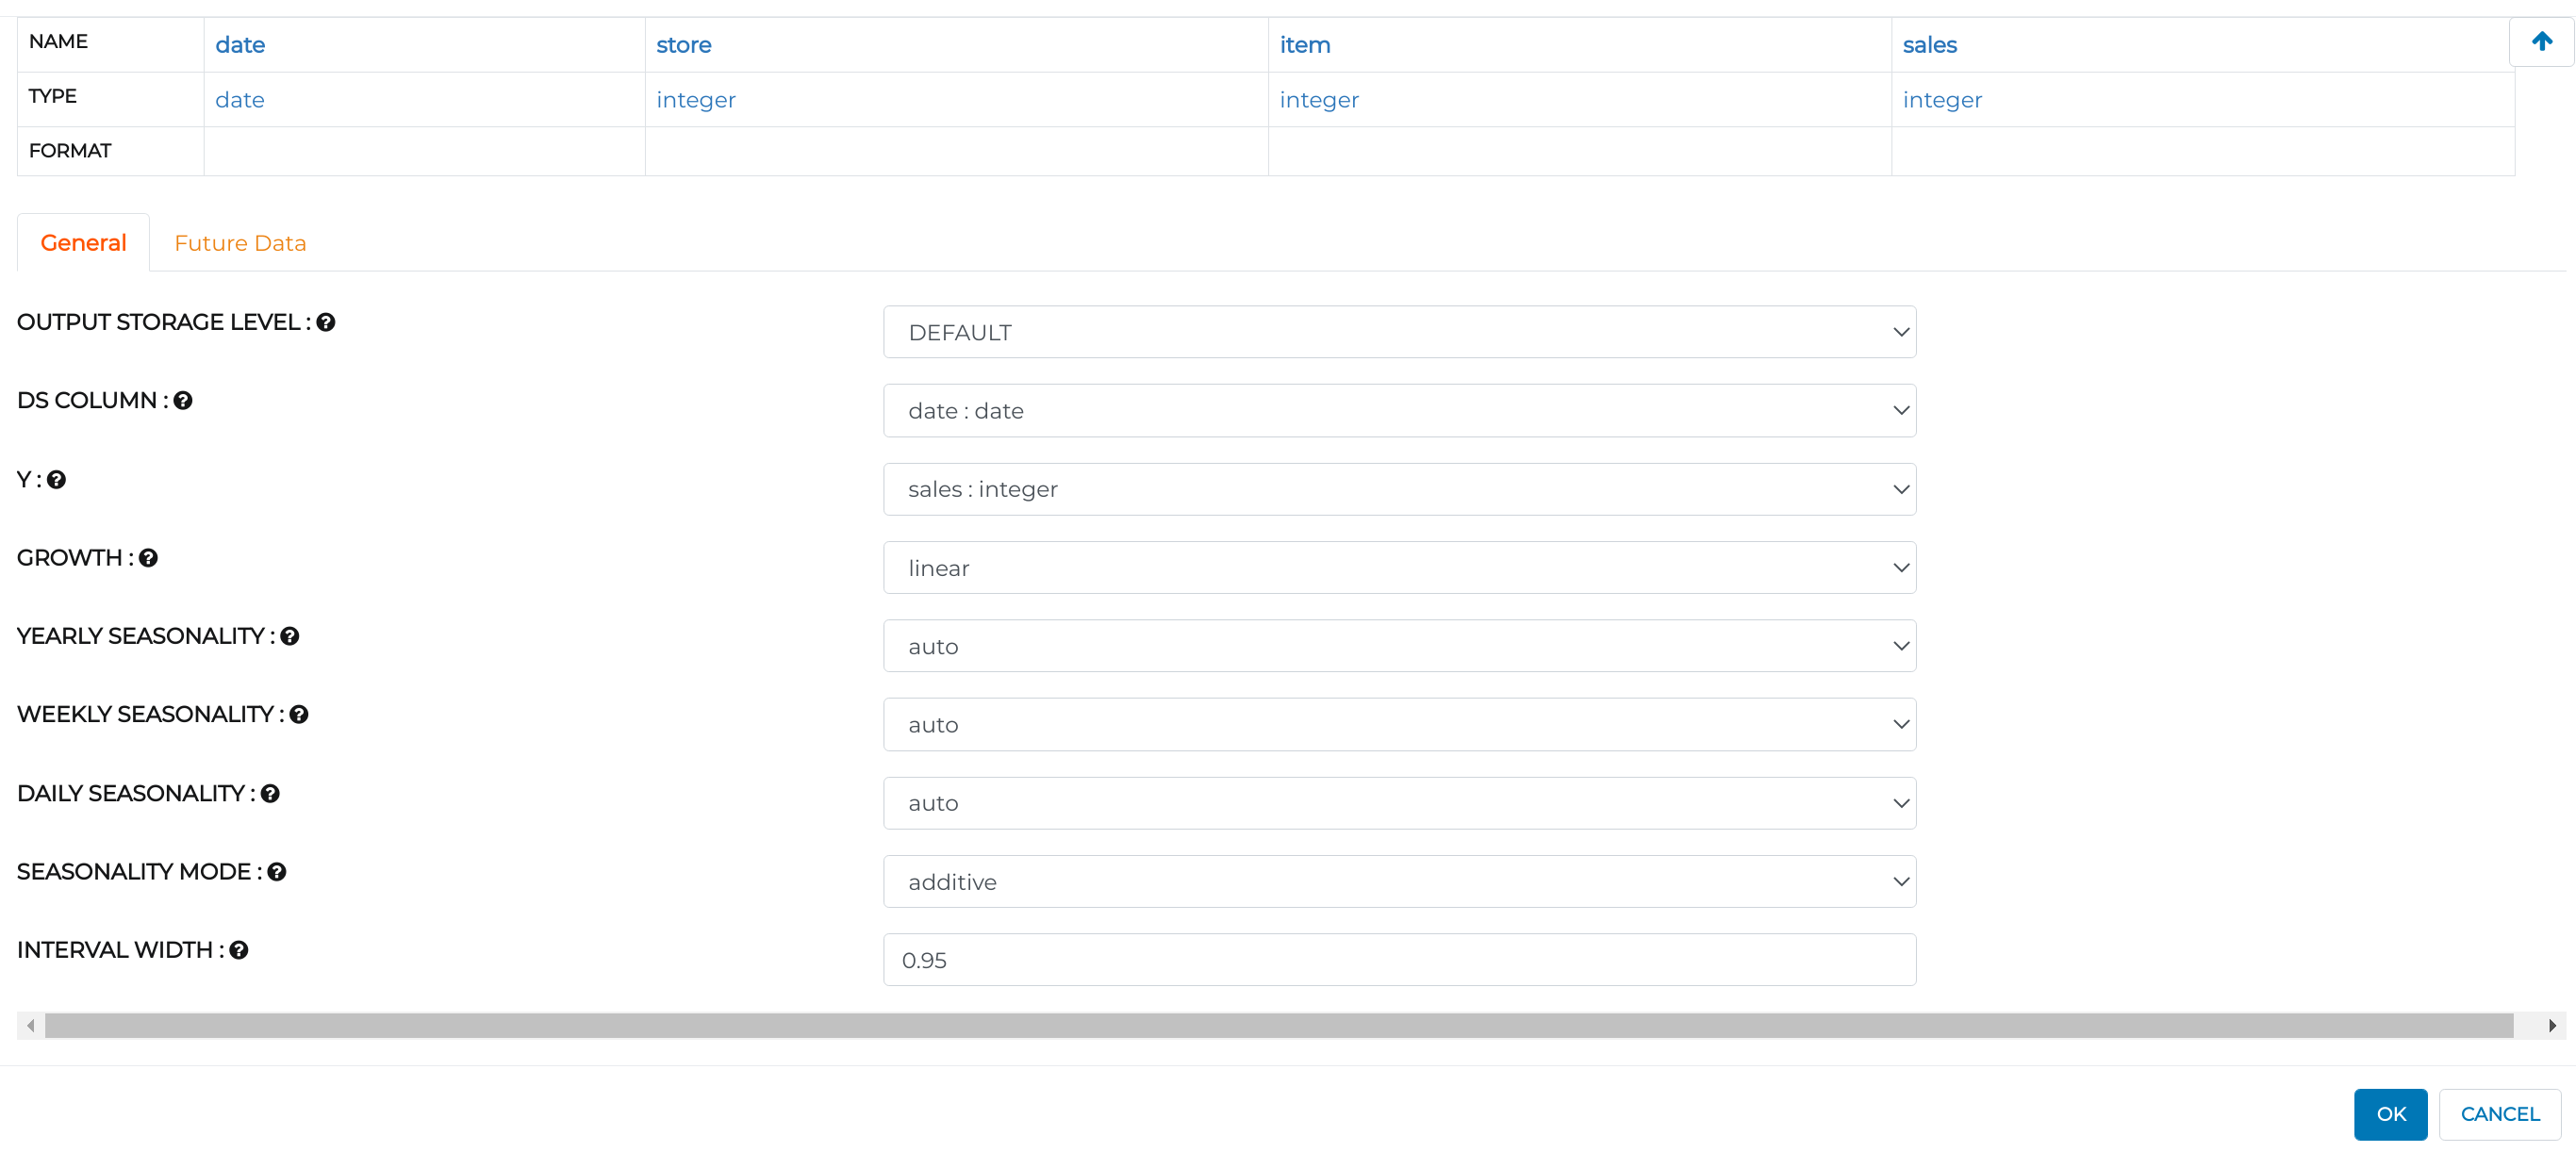 NAME date store item sales
TYPE date integer integer integer
FORMAT
General Future Data
OUTPUT STORAGE LEVEL : DEFAULT
DS COLUMN : date : date
Y : sales : integer
GROWTH : linear
YEARLY SEASONALITY : auto
WEEKLY SEASONALITY : auto
DAILY SEASONALITY : auto
SEASONALITY MODE : additive
INTERVAL WIDTH : 0.95
OK CANCEL